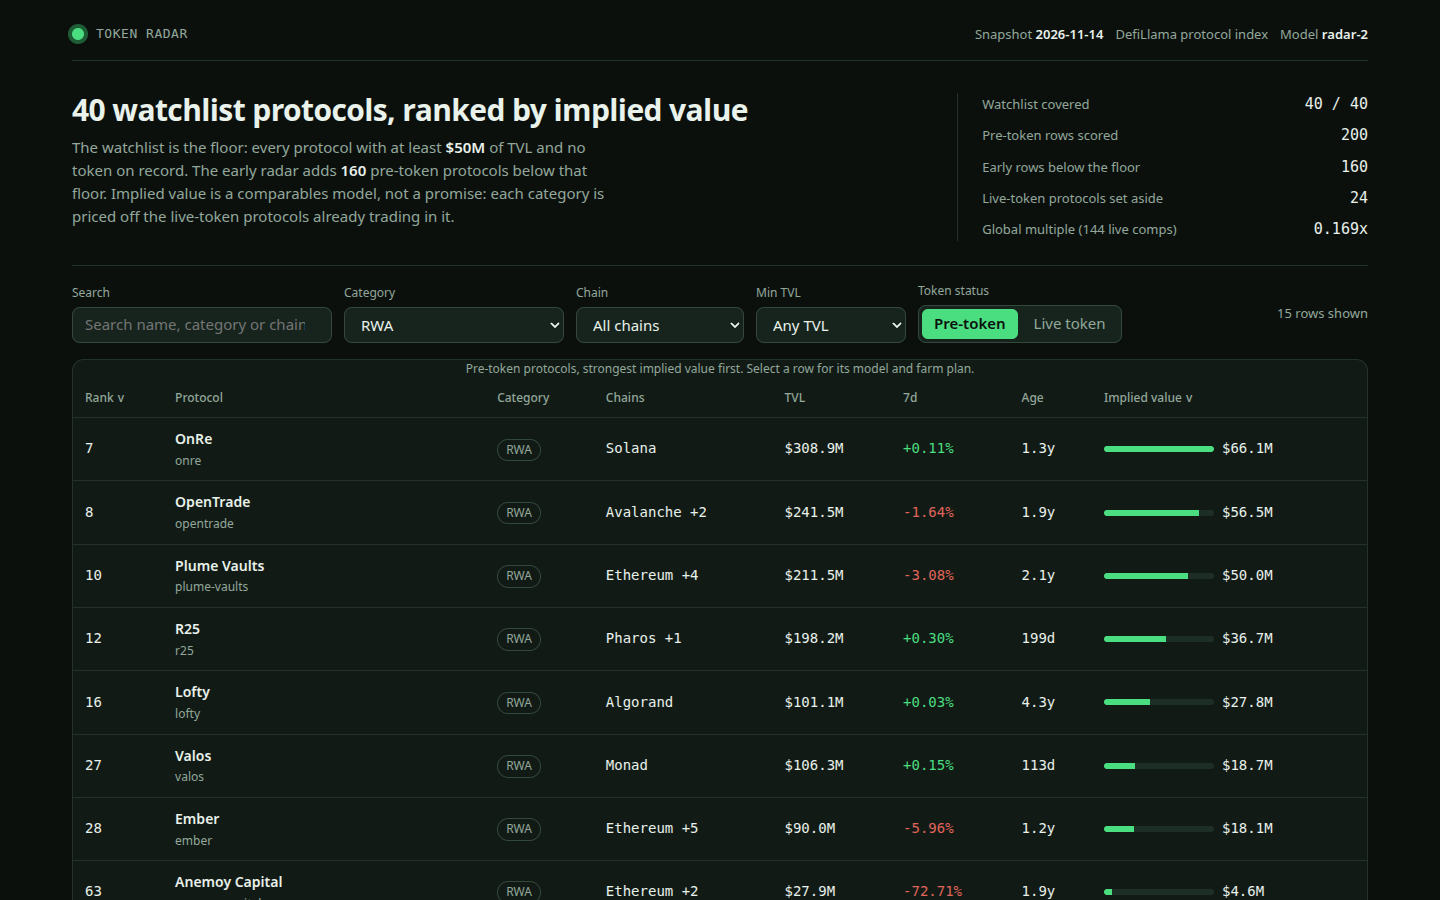 TOKEN RADAR
Snapshot 2026-11-14 DefiLlama protocol index Model radar-2
40 watchlist protocols, ranked by implied value
The watchlist is the floor: every protocol with at least $50M of TVL and no
token on record. The early radar adds 160 pre-token protocols below that
floor. Implied value is a comparables model, not a promise: each category is
priced off the live-token protocols already trading in it.
Watchlist covered 40 / 40
Pre-token rows scored 200
Early rows below the floor 160
Live-token protocols set aside 24
Global multiple (144 live comps) 0.169x
Search Category Chain Min TVL Token status
Search name, category or chain RWA All chains Any TVL Pre-token Live token 15 rows shown
Pre-token protocols, strongest implied value first. Select a row for its model and farm plan.
Rank v Protocol Category Chains TVL 7d Age Implied value v
7 OnRe RWA Solana $308.9M +0.11% 1.3y $66.1M
onre
8 OpenTrade RWA Avalanche +2 $241.5M -1.64% 1.9y $56.5M
opentrade
10 Plume Vaults RWA Ethereum +4 $211.5M -3.08% 2.1y $50.0M
plume-vaults
12 R25 RWA Pharos +1 $198.2M +0.30% 199d $36.7M
r25
16 Lofty RWA Algorand $101.1M +0.03% 4.3y $27.8M
lofty
27 Valos RWA Monad $106.3M +0.15% 113d $18.7M
valos
28 Ember RWA Ethereum +5 $90.0M -5.96% 1.2y $18.1M
ember
63 Anemoy Capital RWA Ethereum +2 $27.9M -72.71% 1.9y $4.6M